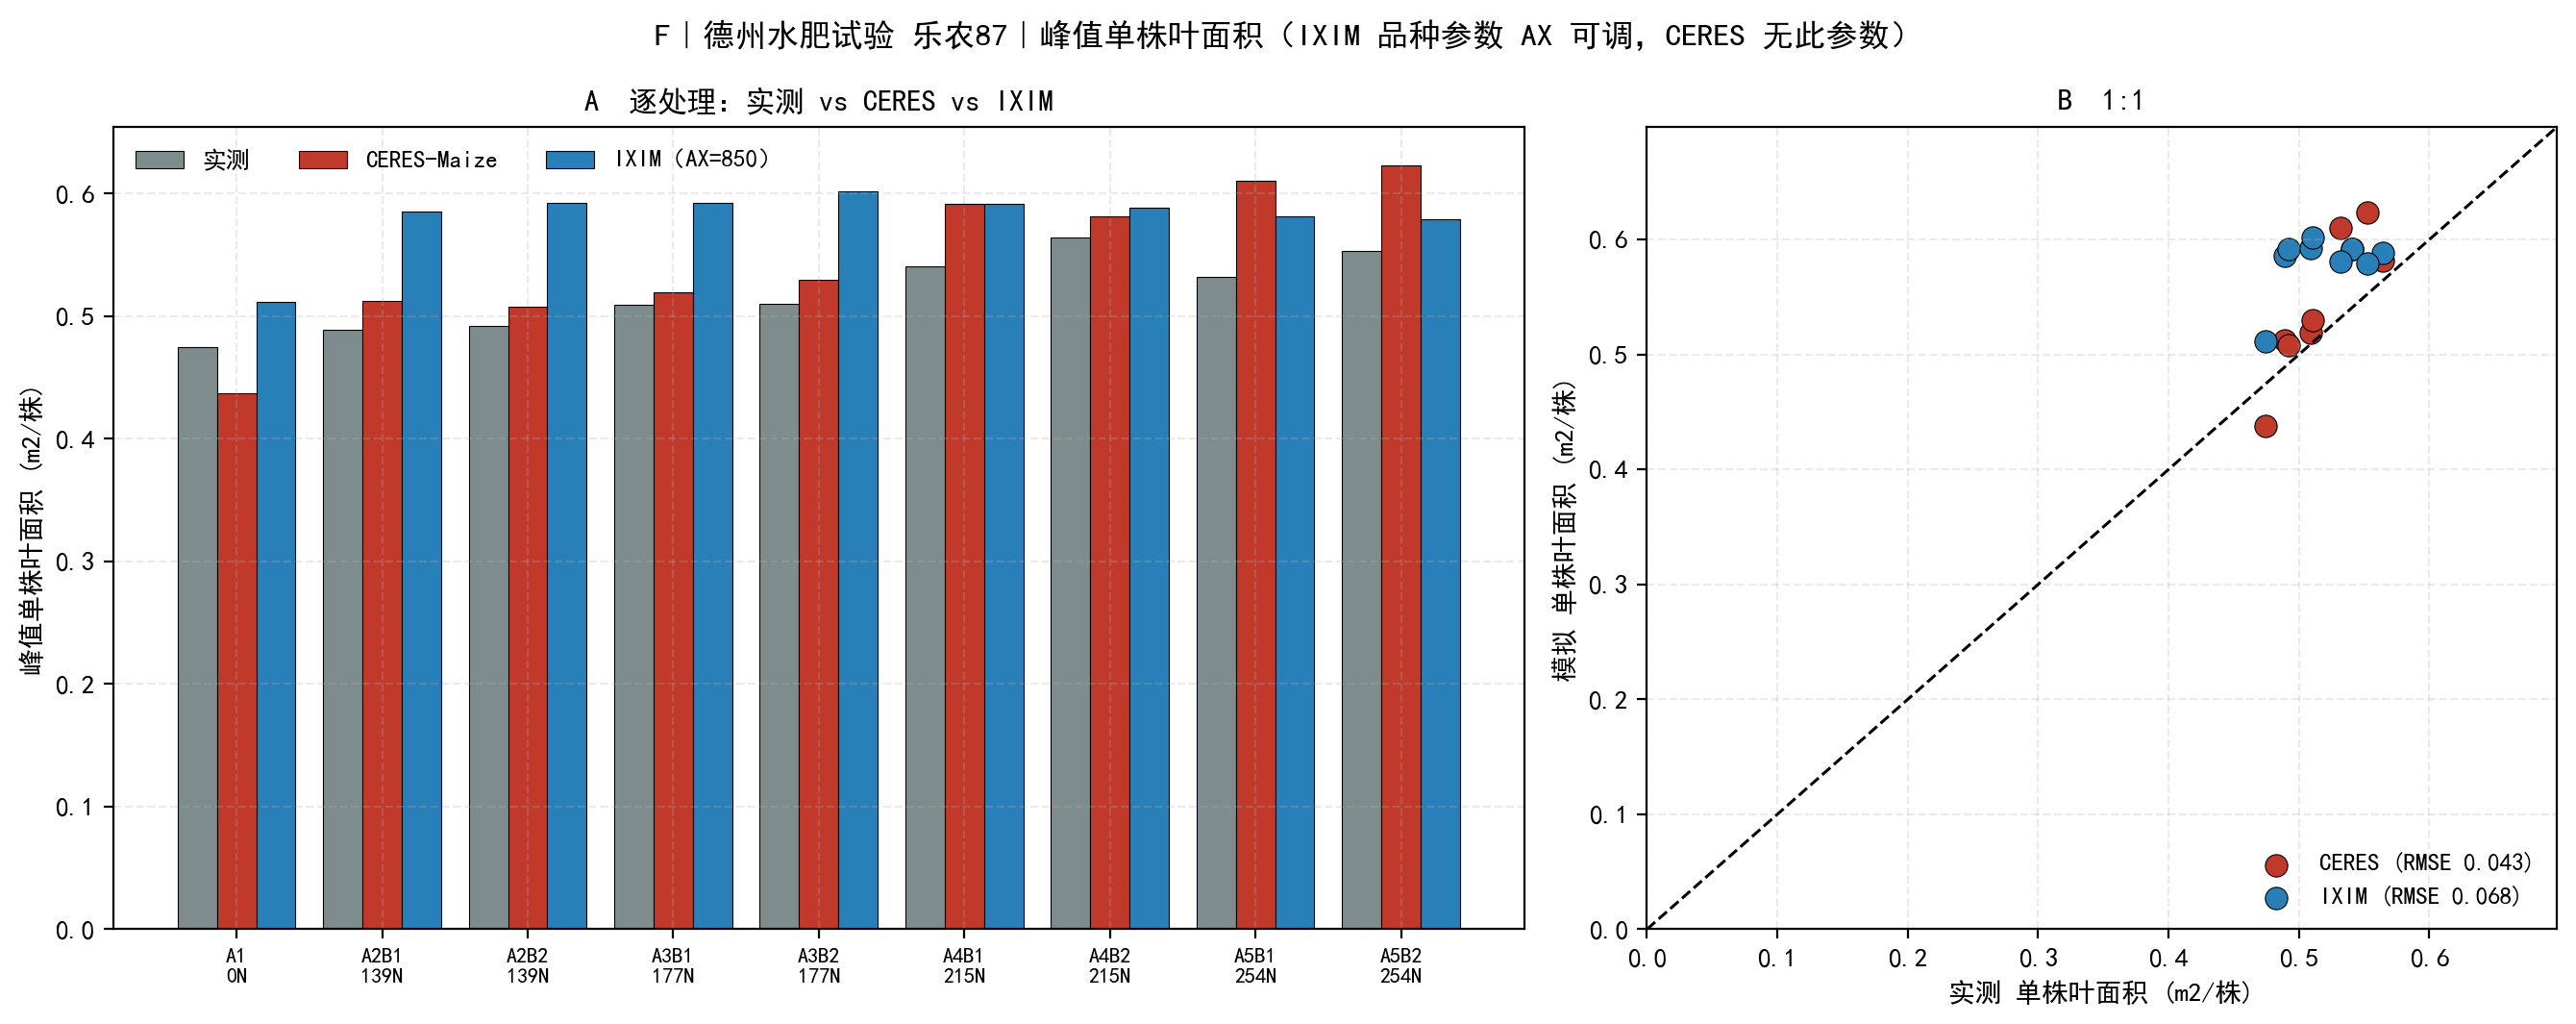 F｜德州水肥试验 乐农87｜峰值单株叶面积（IXIM 品种参数 AX 可调，CERES 无此参数）
A 逐处理：实测 vs CERES vs IXIM
实测
CERES-Maize
IXIM（AX=850）
峰值单株叶面积 (m2/株)
0.6
0.5
0.4
0.3
0.2
0.1
0.0
A1
0N
A2B1
139N
A2B2
139N
A3B1
177N
A3B2
177N
A4B1
215N
A4B2
215N
A5B1
254N
A5B2
254N
B 1:1
模拟 单株叶面积 (m2/株)
0.6
0.5
0.4
0.3
0.2
0.1
0.0
CERES (RMSE 0.043)
IXIM (RMSE 0.068)
0.0 0.1 0.2 0.3 0.4 0.5 0.6
实测 单株叶面积 (m2/株)